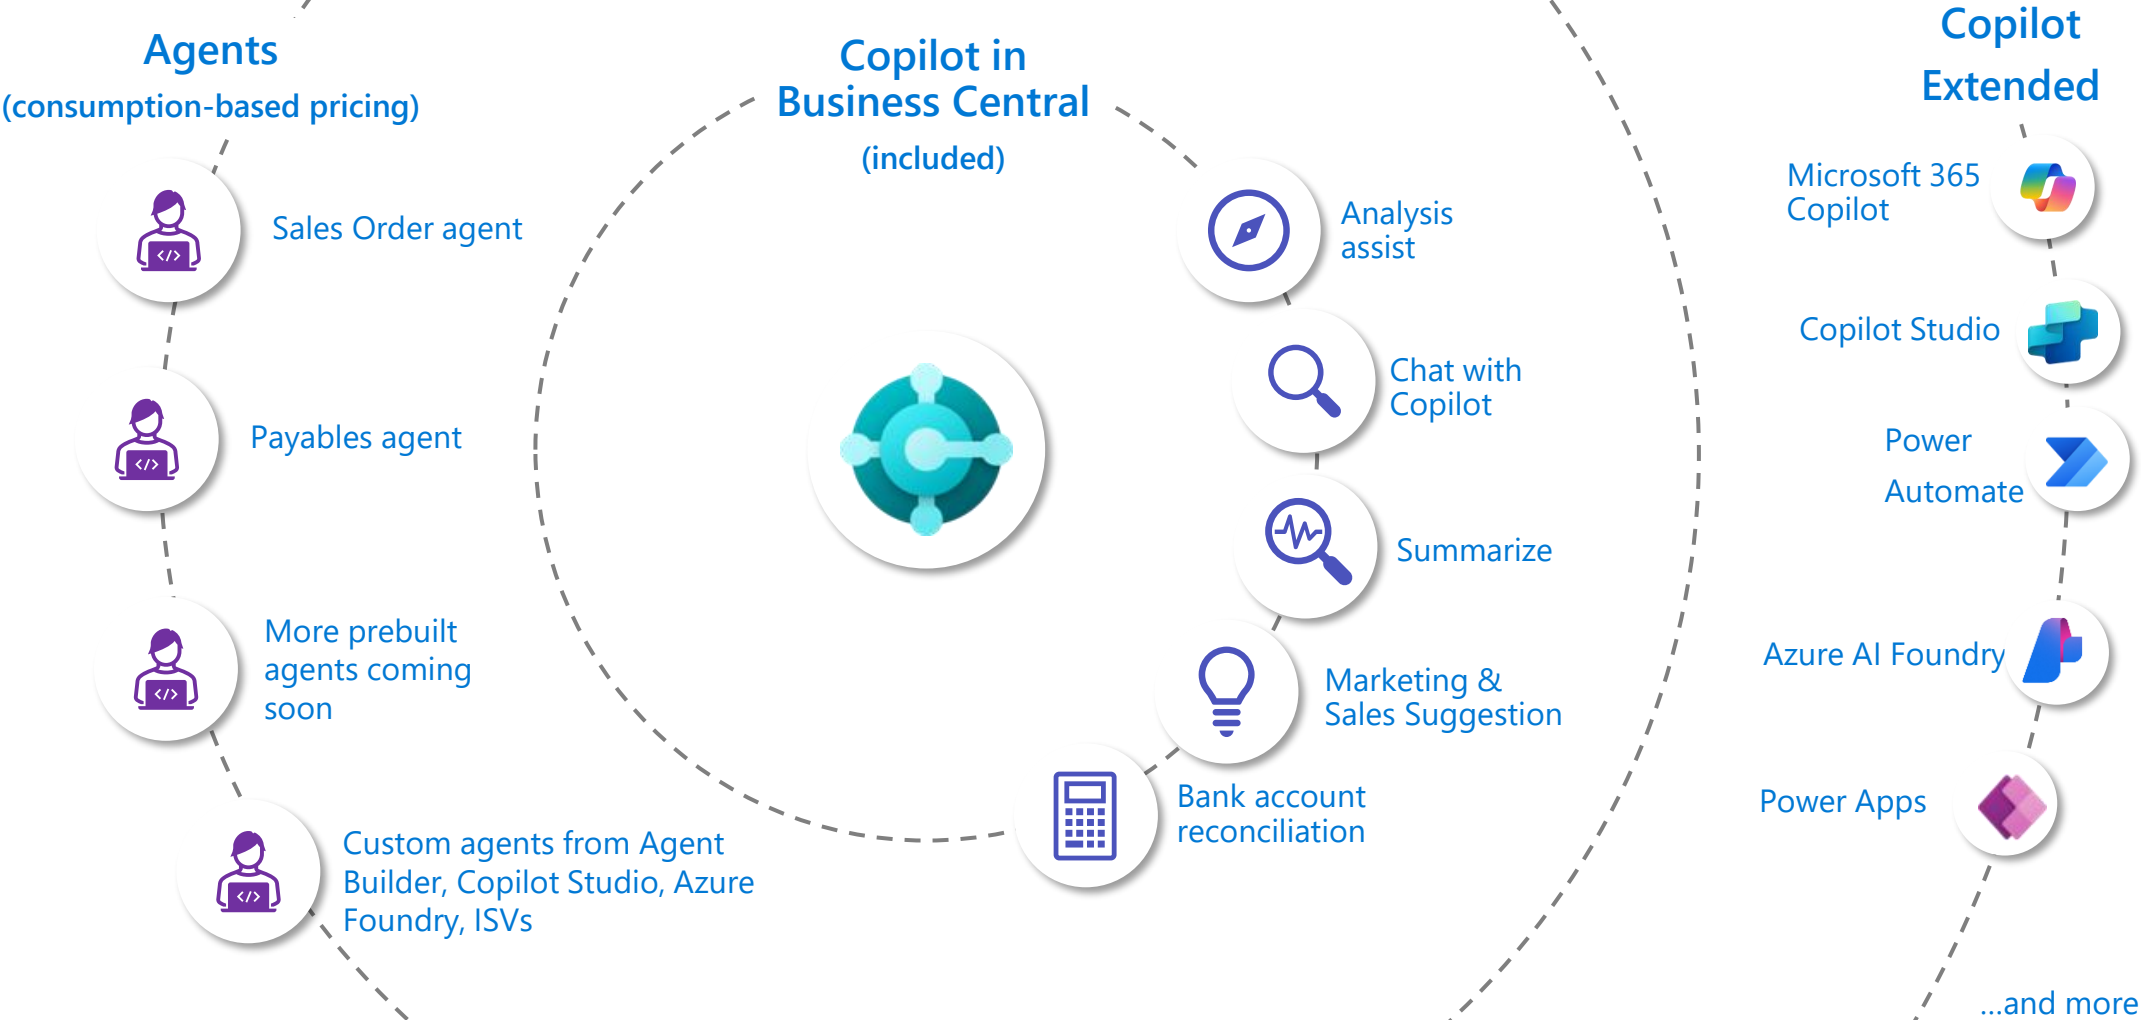 Agents
(consumption-based pricing)
Sales Order agent
Payables agent
More prebuilt
agents coming
soon
Custom agents from Agent
Builder, Copilot Studio, Azure
Foundry, ISVs
Copilot in
Business Central
(included)
Analysis
assist
Chat with
Copilot
Summarize
Marketing &
Sales Suggestion
Bank account
reconciliation
Copilot
Extended
Microsoft 365
Copilot
Copilot Studio
Power
Automate
Azure AI Foundry
Power Apps
...and more